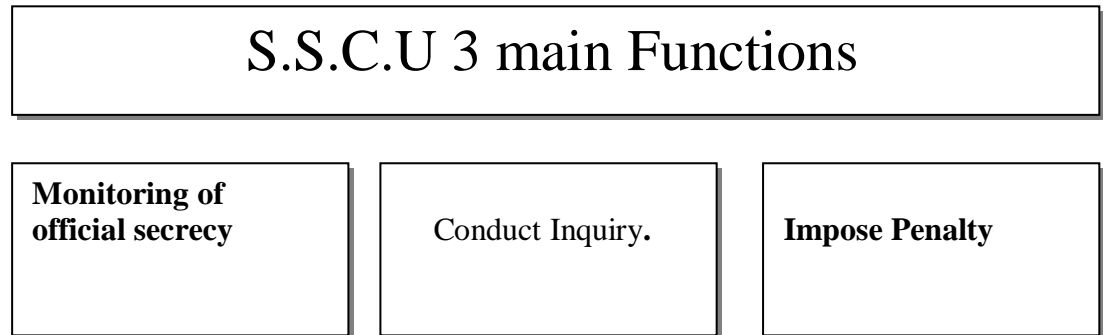 S.S.C.U 3 main Functions
Monitoring of
official secrecy
Conduct Inquiry.
Impose Penalty